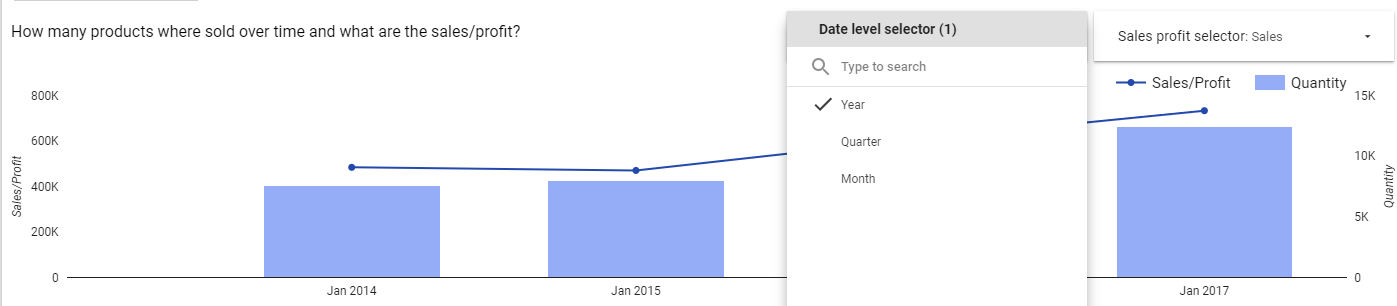 How many products where sold over time and what are the sales/profit?
Date level selector (1)
Type to search
Year
Quarter
Month
Sales profit selector: Sales
Sales/Profit
Quantity
800K
600K
400K
200K
0
Sales/Profit
15K
10K
5K
0
Quantity
Jan 2014
Jan 2015
Jan 2017